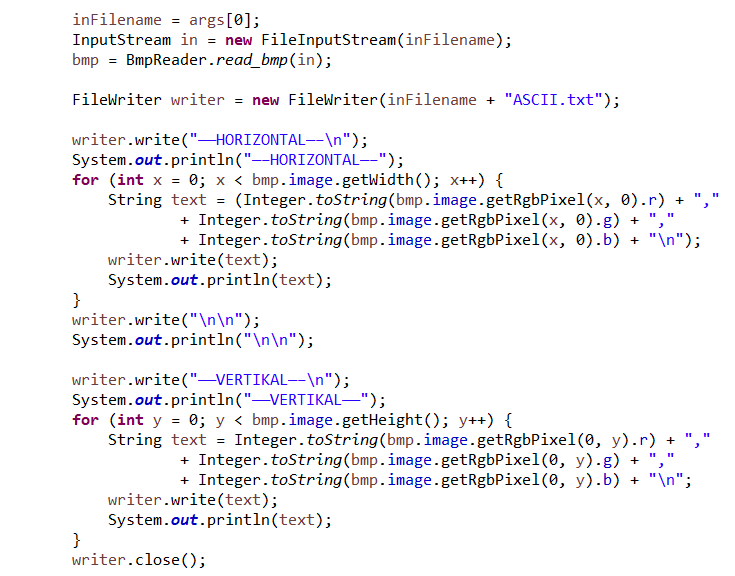 inFilename = args[0];
InputStream in = new FileInputStream(inFilename);
bmp = BmpReader.read_bmp(in);

FileWriter writer = new FileWriter(inFilename + "ASCII.txt");

writer.write("——HORIZONTAL——\n");
System.out.println("——HORIZONTAL——");
for (int x = 0; x < bmp.image.getWidth(); x++) {
    String text = (Integer.toString(bmp.image.getRgbPixel(x, 0).r) + ","
            + Integer.toString(bmp.image.getRgbPixel(x, 0).g) + ","
            + Integer.toString(bmp.image.getRgbPixel(x, 0).b) + "\n");
    writer.write(text);
    System.out.println(text);
}
writer.write("\n\n");
System.out.println("\n\n");

writer.write("——VERTIKAL——\n");
System.out.println("——VERTIKAL——");
for (int y = 0; y < bmp.image.getHeight(); y++) {
    String text = Integer.toString(bmp.image.getRgbPixel(0, y).r) + ","
            + Integer.toString(bmp.image.getRgbPixel(0, y).g) + ","
            + Integer.toString(bmp.image.getRgbPixel(0, y).b) + "\n";
    writer.write(text);
    System.out.println(text);
}
writer.close();